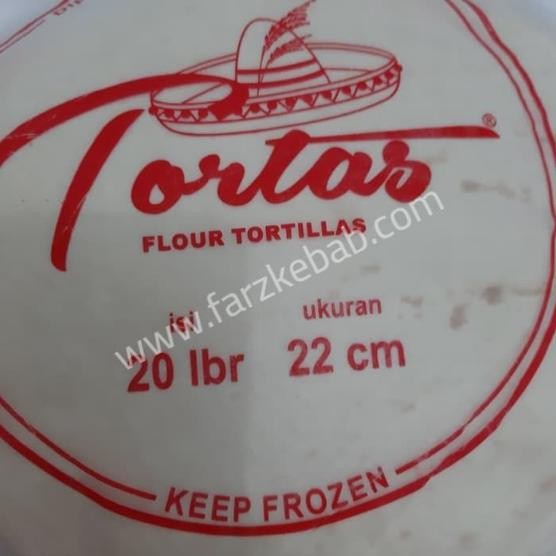 Tortas ®
FLOUR TORTILLAS
www.farzkebab.com
isi ukuran
20 lbr 22 cm
KEEP FROZEN